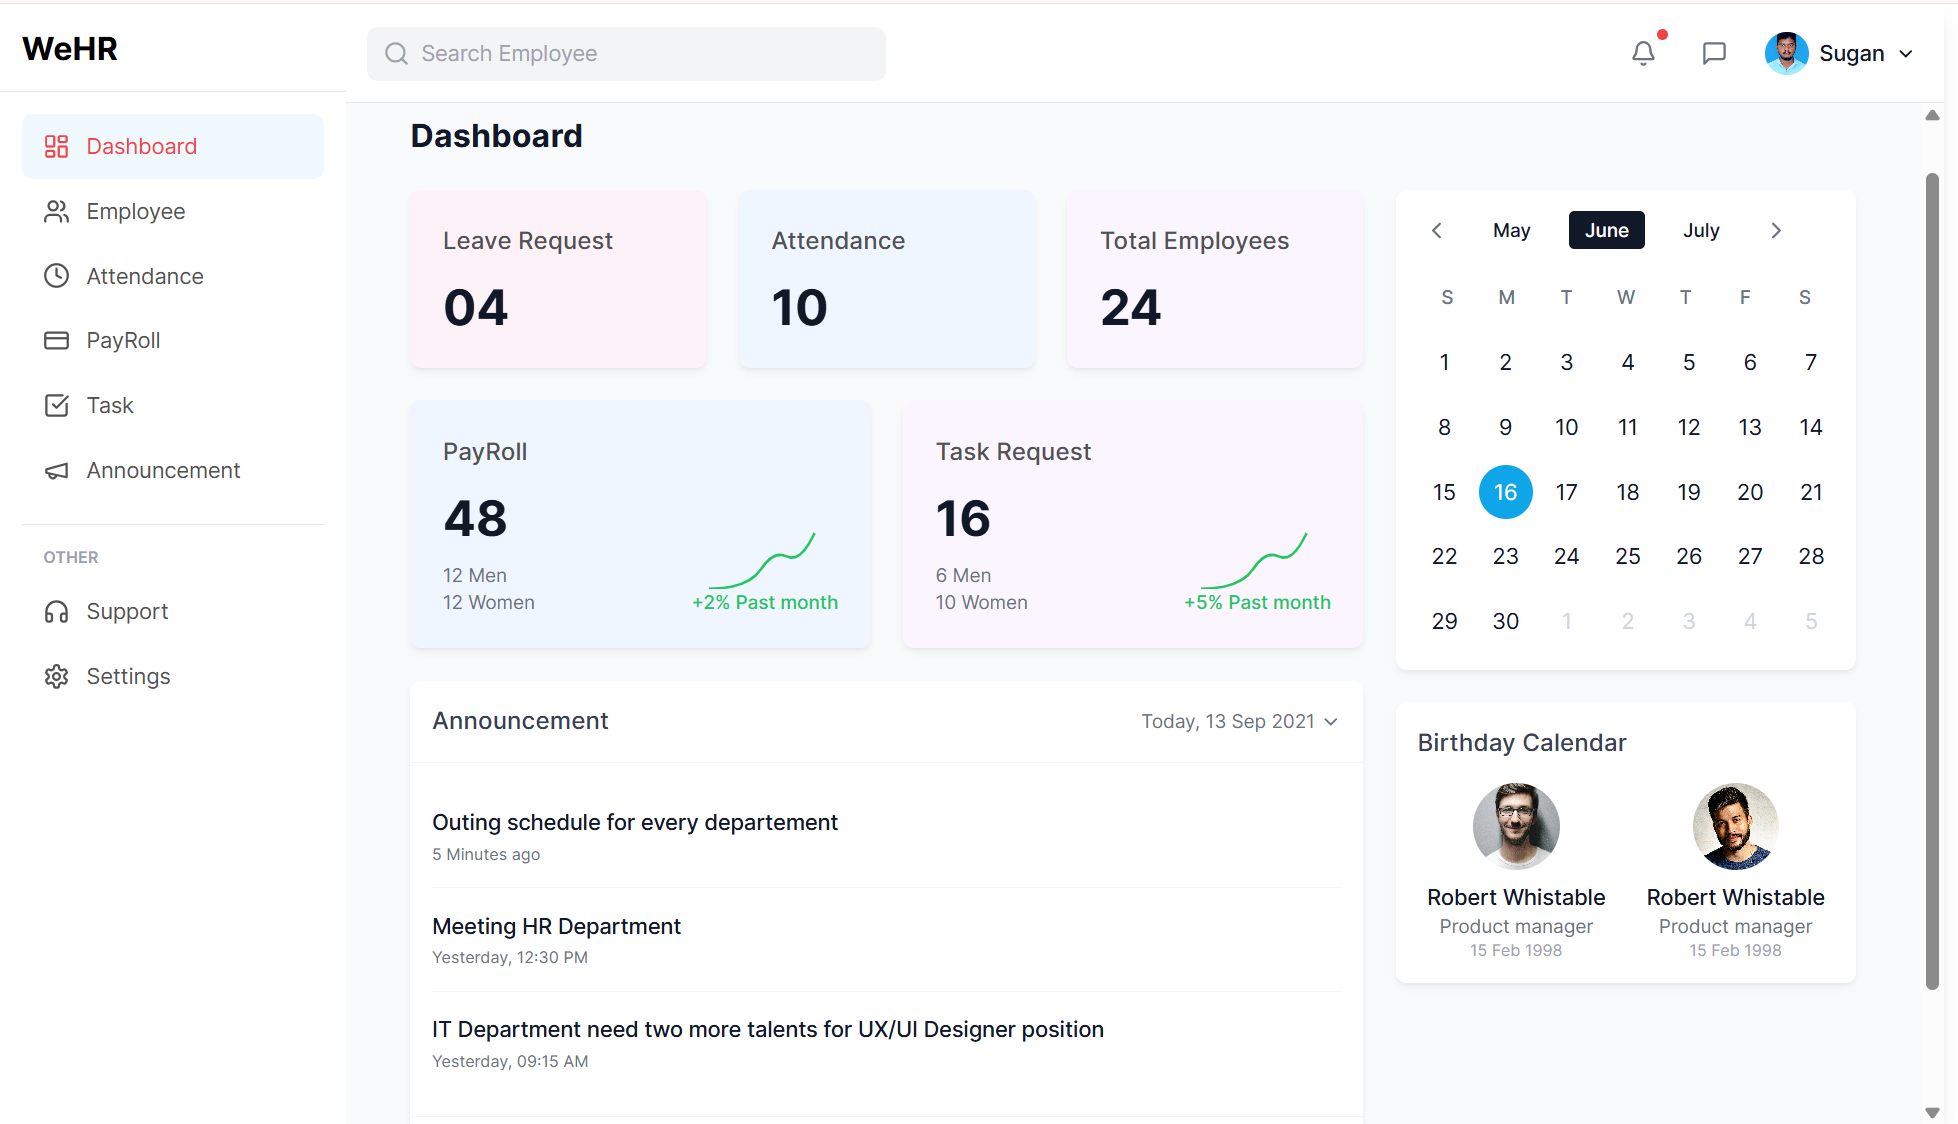 WeHR
Search Employee
Sugan
Dashboard
Employee
Attendance
PayRoll
Task
Announcement
OTHER
Support
Settings
Dashboard
Leave Request
04
Attendance
10
Total Employees
24
PayRoll
48
12 Men
12 Women
+2% Past month
Task Request
16
6 Men
10 Women
+5% Past month
Announcement
Today, 13 Sep 2021
Outing schedule for every departement
5 Minutes ago
Meeting HR Department
Yesterday, 12:30 PM
IT Department need two more talents for UX/UI Designer position
Yesterday, 09:15 AM
May June July
S M T W T F S
1 2 3 4 5 6 7
8 9 10 11 12 13 14
15 16 17 18 19 20 21
22 23 24 25 26 27 28
29 30 1 2 3 4 5
Birthday Calendar
Robert Whistable
Product manager
15 Feb 1998
Robert Whistable
Product manager
15 Feb 1998